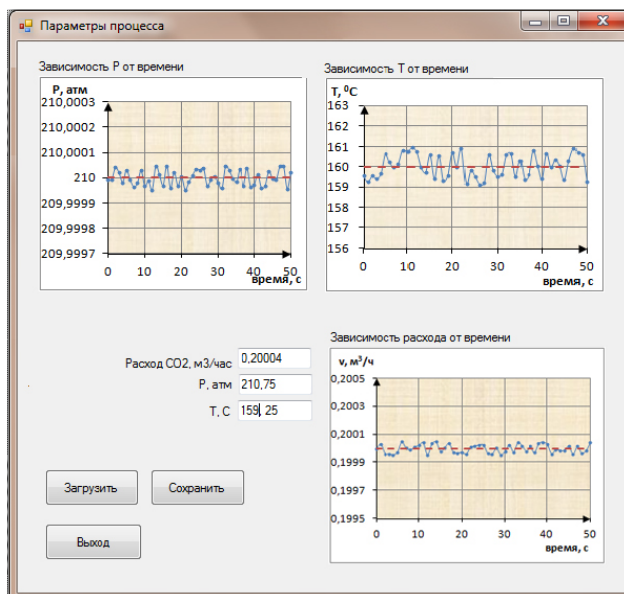 Параметры процесса
Зависимость P от времени
P, атм
210,0003
210,0002
210,0001
210
209,9999
209,9998
209,9997
0 10 20 30 40 50
время, с
Зависимость T от времени
T, ⁰C
163
162
161
160
159
158
157
156
0 10 20 30 40 50
время, с
Расход CO2, м3/час 0,20004
P, атм 210,75
T, C 159,25
Загрузить
Сохранить
Выход
Зависимость расхода от времени
v, м³/ч
0,2005
0,2003
0,2001
0,1999
0,1997
0,1995
0 10 20 30 40 50
время, с